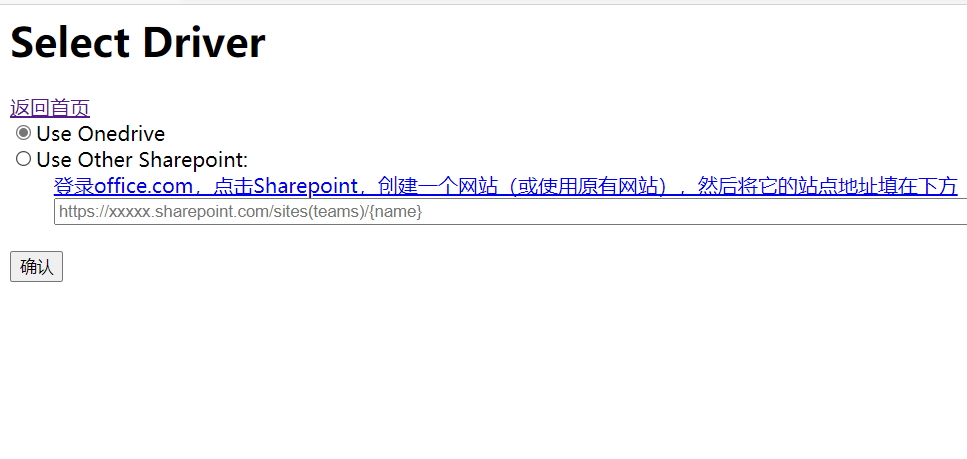 Select Driver
返回首页
Use Onedrive
Use Other Sharepoint:
登录office.com，点击Sharepoint，创建一个网站（或使用原有网站），然后将它的站点地址填在下方
https://xxxxx.sharepoint.com/sites(teams)/{name}
确认